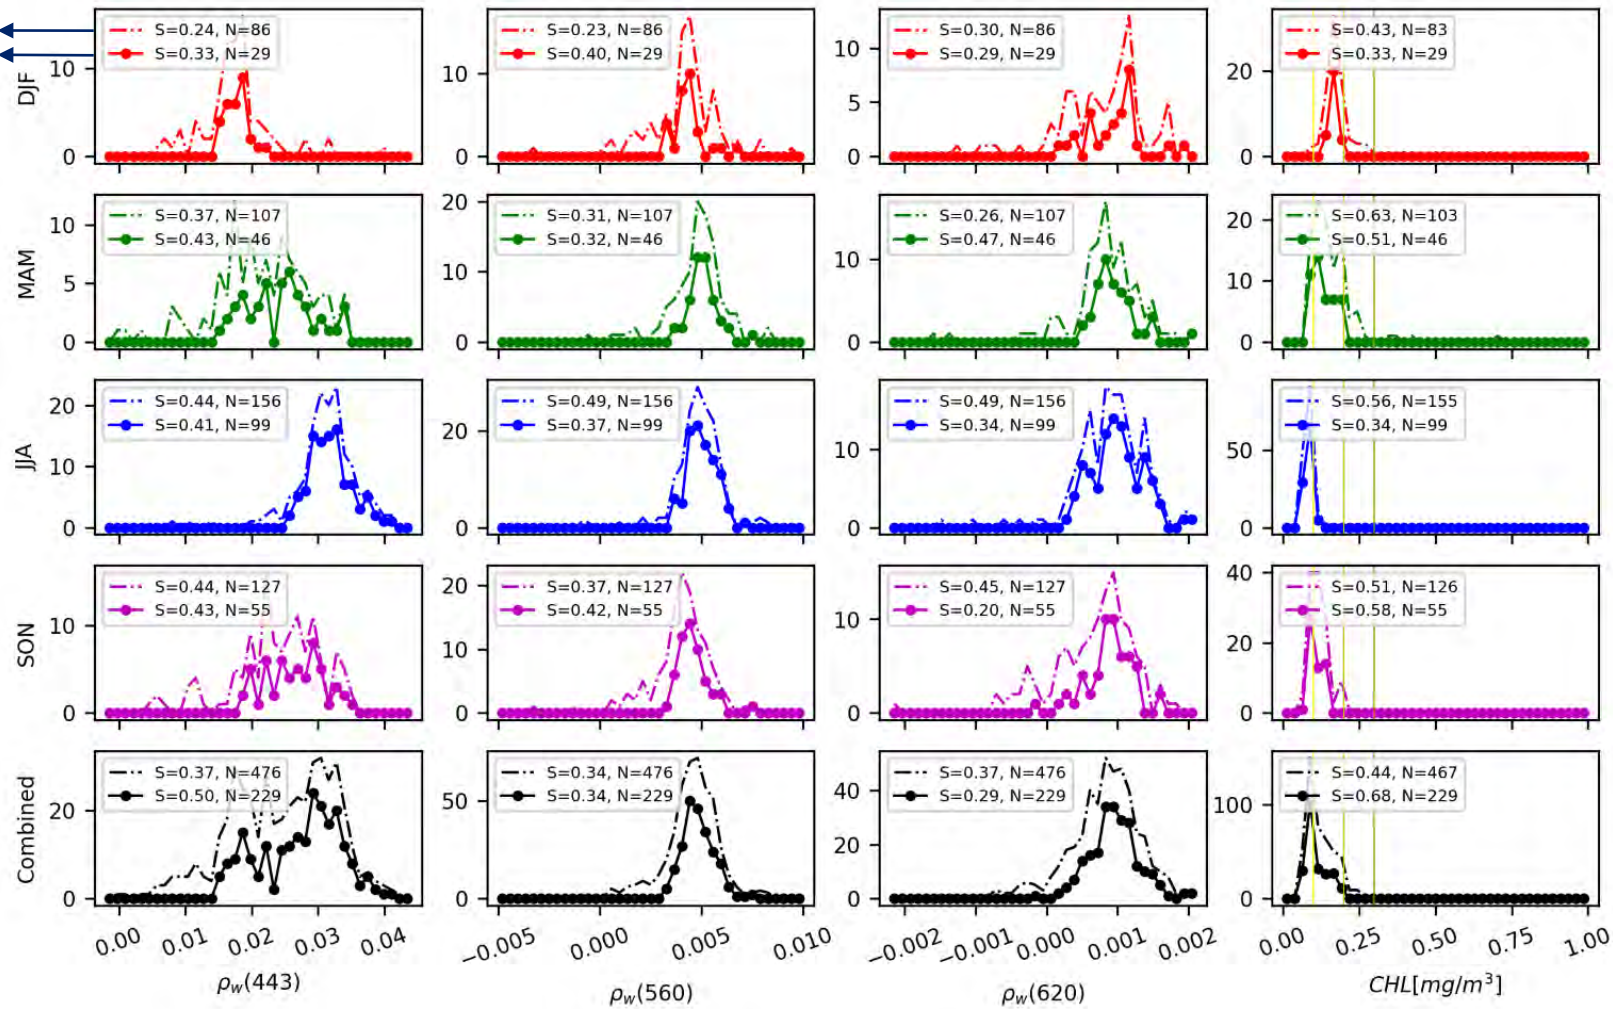 S=0.24, N=86
S=0.33, N=29
S=0.23, N=86
S=0.40, N=29
S=0.30, N=86
S=0.29, N=29
S=0.43, N=83
S=0.33, N=29
DJF
10
0
10
0
10
5
0
20
0
S=0.37, N=107
S=0.43, N=46
S=0.31, N=107
S=0.32, N=46
S=0.26, N=107
S=0.47, N=46
S=0.63, N=103
S=0.51, N=46
MAM
10
5
0
20
10
0
10
0
20
10
0
S=0.44, N=156
S=0.41, N=99
S=0.49, N=156
S=0.37, N=99
S=0.49, N=156
S=0.34, N=99
S=0.56, N=155
S=0.34, N=99
JJA
20
10
0
20
0
10
0
50
0
S=0.44, N=127
S=0.43, N=55
S=0.37, N=127
S=0.42, N=55
S=0.45, N=127
S=0.20, N=55
S=0.51, N=126
S=0.58, N=55
SON
10
0
20
10
0
10
0
40
20
0
S=0.37, N=476
S=0.50, N=229
S=0.34, N=476
S=0.34, N=229
S=0.37, N=476
S=0.29, N=229
S=0.44, N=467
S=0.68, N=229
Combined
20
0
50
0
40
20
0
100
0
0.00 0.01 0.02 0.03 0.04
−0.005 0.000 0.005 0.010
−0.002 −0.001 0.000 0.001 0.002
0.00 0.25 0.50 0.75 1.00
ρw(443)
ρw(560)
ρw(620)
CHL[mg/m³]